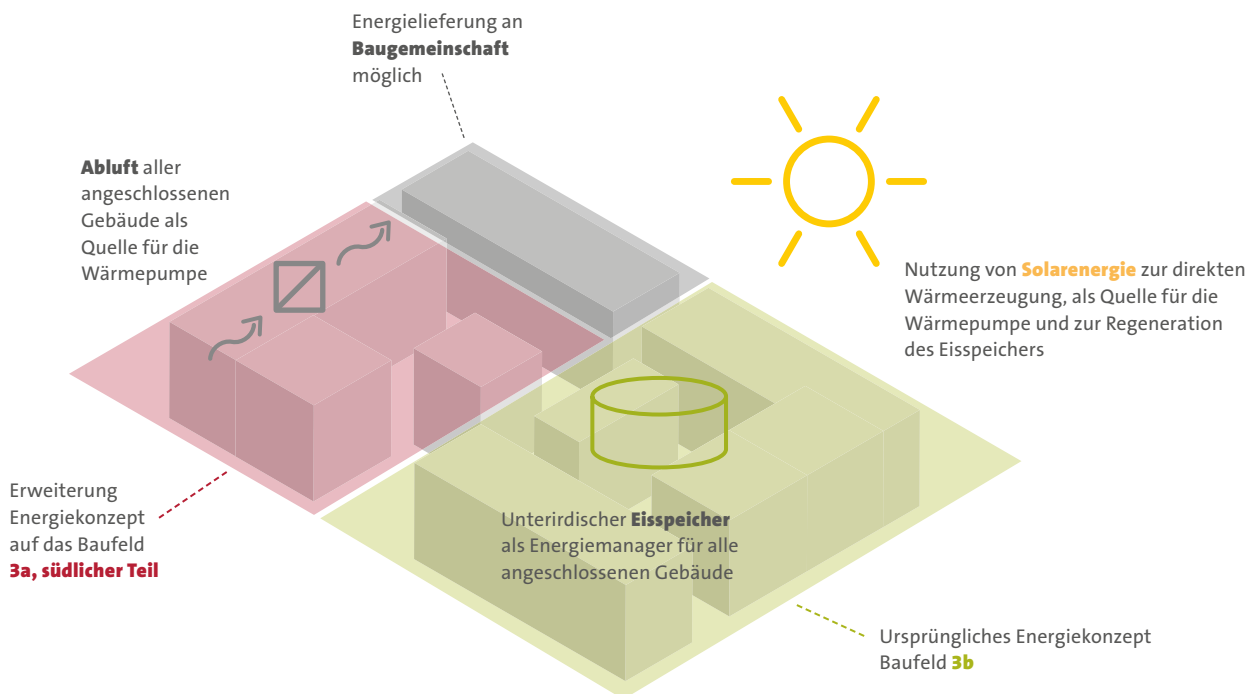 Energielieferung an
Baugemeinschaft
möglich
Abluft aller
angeschlossenen
Gebäude als
Quelle für die
Wärmepumpe
Nutzung von Solarenergie zur direkten
Wärmeerzeugung, als Quelle für die
Wärmepumpe und zur Regeneration
des Eisspeichers
Erweiterung
Energiekonzept
auf das Baufeld
3a, südlicher Teil
Unterirdischer Eisspeicher
als Energiemanager für alle
angeschlossenen Gebäude
Ursprüngliches Energiekonzept
Baufeld 3b